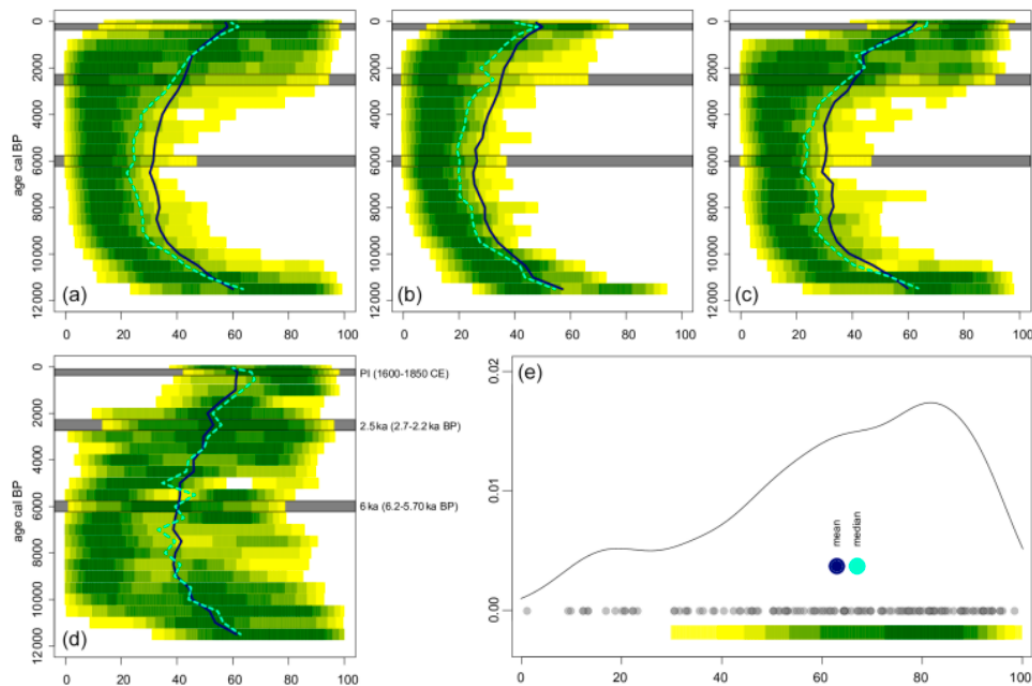 0 2000 4000 6000 8000 10000 12000
age cal BP
(a)
0 20 40 60 80 100
0 2000 4000 6000 8000 10000 12000
(b)
0 20 40 60 80 100
0 2000 4000 6000 8000 10000 12000
(c)
0 20 40 60 80 100
0 2000 4000 6000 8000 10000 12000
age cal BP
PI (1600-1850 CE)
2.5 ka (2.7-2.2 ka BP)
6 ka (6.2-5.70 ka BP)
(d)
0 20 40 60 80 100
(e)
0.02
0.01
0.00
mean
median
0 20 40 60 80 100